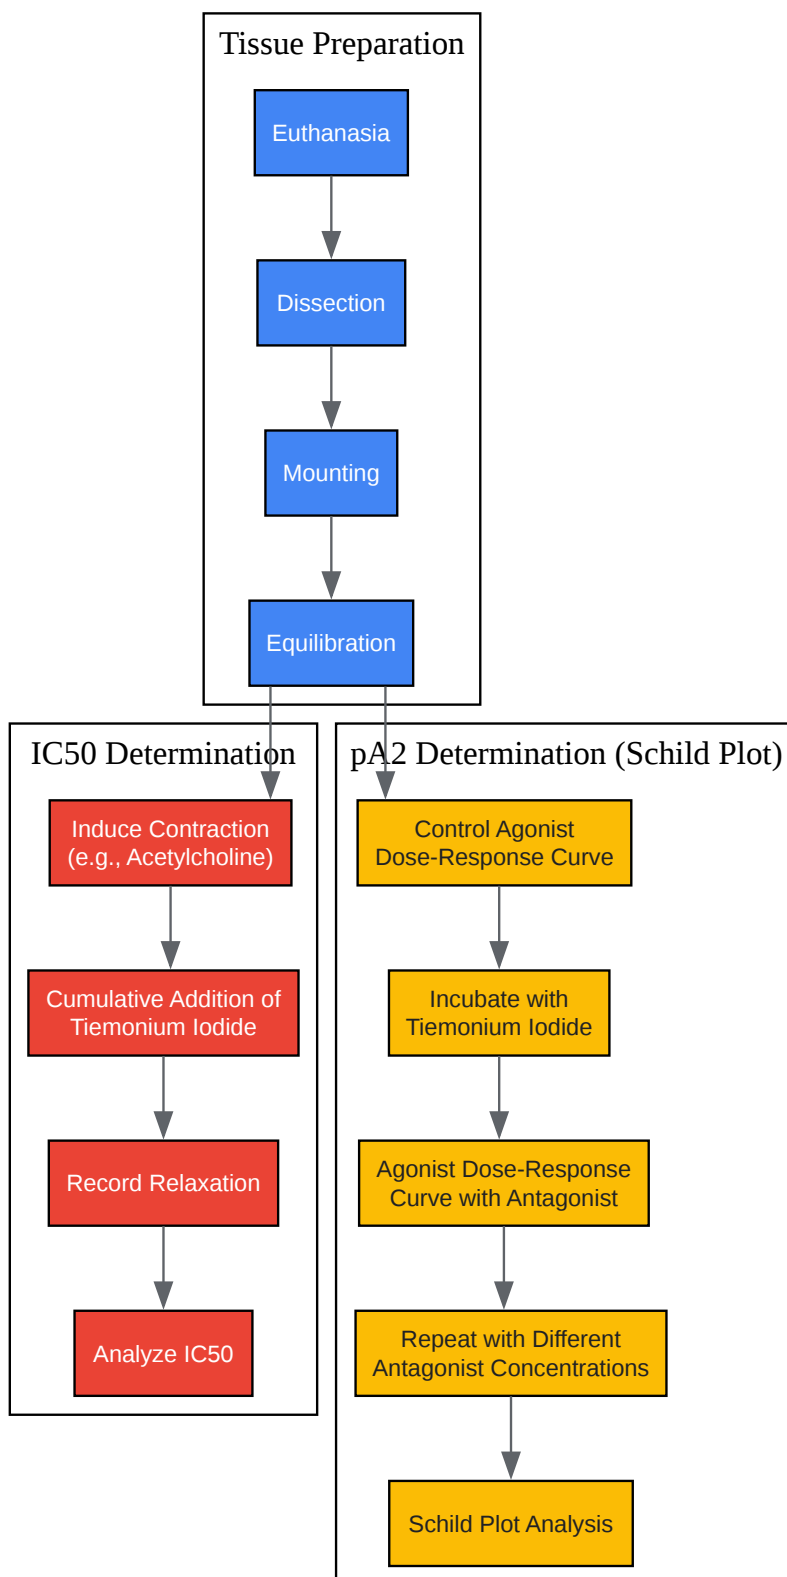 Tissue Preparation
Euthanasia
Dissection
Mounting
Equilibration
IC50 Determination
Induce Contraction
(e.g., Acetylcholine)
Cumulative Addition of
Tiemonium Iodide
Record Relaxation
Analyze IC50
pA2 Determination (Schild Plot)
Control Agonist
Dose-Response Curve
Incubate with
Tiemonium Iodide
Agonist Dose-Response
Curve with Antagonist
Repeat with Different
Antagonist Concentrations
Schild Plot Analysis